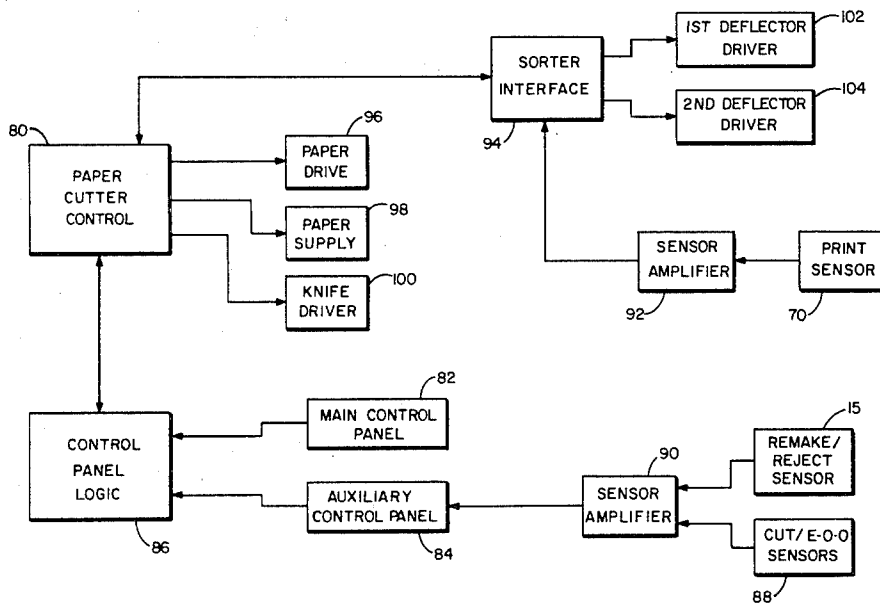 1ST DEFLECTOR
DRIVER
102
SORTER
INTERFACE
94
2ND DEFLECTOR
DRIVER
104
80
PAPER
CUTTER
CONTROL
96
PAPER
DRIVE
98
PAPER
SUPPLY
100
KNIFE
DRIVER
SENSOR
AMPLIFIER
92
PRINT
SENSOR
70
82
MAIN CONTROL
PANEL
CONTROL
PANEL
LOGIC
86
AUXILIARY
CONTROL PANEL
84
90
SENSOR
AMPLIFIER
15
REMAKE/
REJECT SENSOR
CUT/E-O-O
SENSORS
88